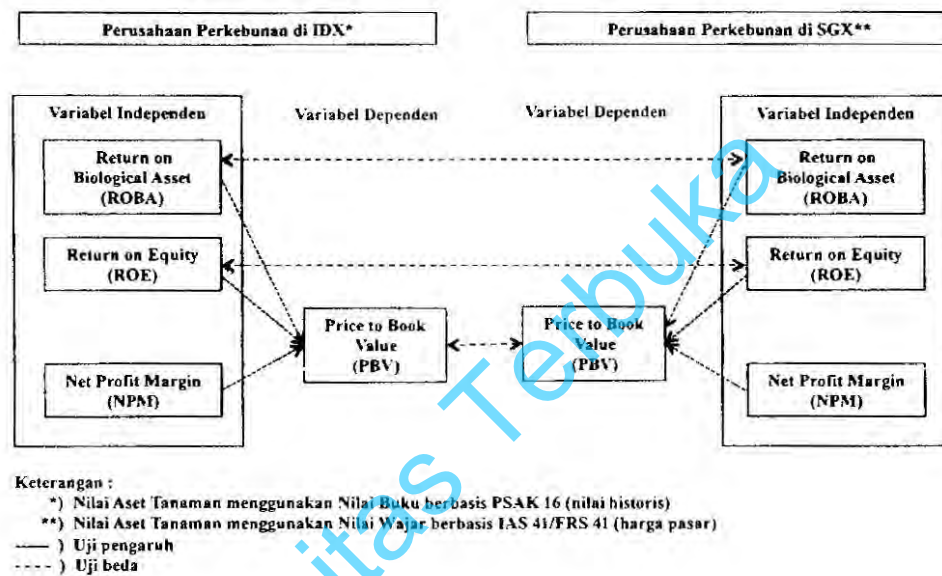 Perusahaan Perkebunan di IDX*
Perusahaan Perkebunan di SGX**
Variabel Independen
Return on
Biological Asset
(ROBA)
Return on Equity
(ROE)
Net Profit Margin
(NPM)
Variabel Dependen
Price to Book
Value
(PBV)
Variabel Dependen
Price to Book
Value
(PBV)
Variabel Independen
Return on
Biological Asset
(ROBA)
Return on Equity
(ROE)
Net Profit Margin
(NPM)
Keterangan :
*) Nilai Aset Tanaman menggunakan Nilai Buku berbasis PSAK 16 (nilai historis)
**) Nilai Aset Tanaman menggunakan Nilai Wajar berbasis IAS 41/FRS 41 (harga pasar)
—— ) Uji pengaruh
---- ) Uji beda
itas Terbuka